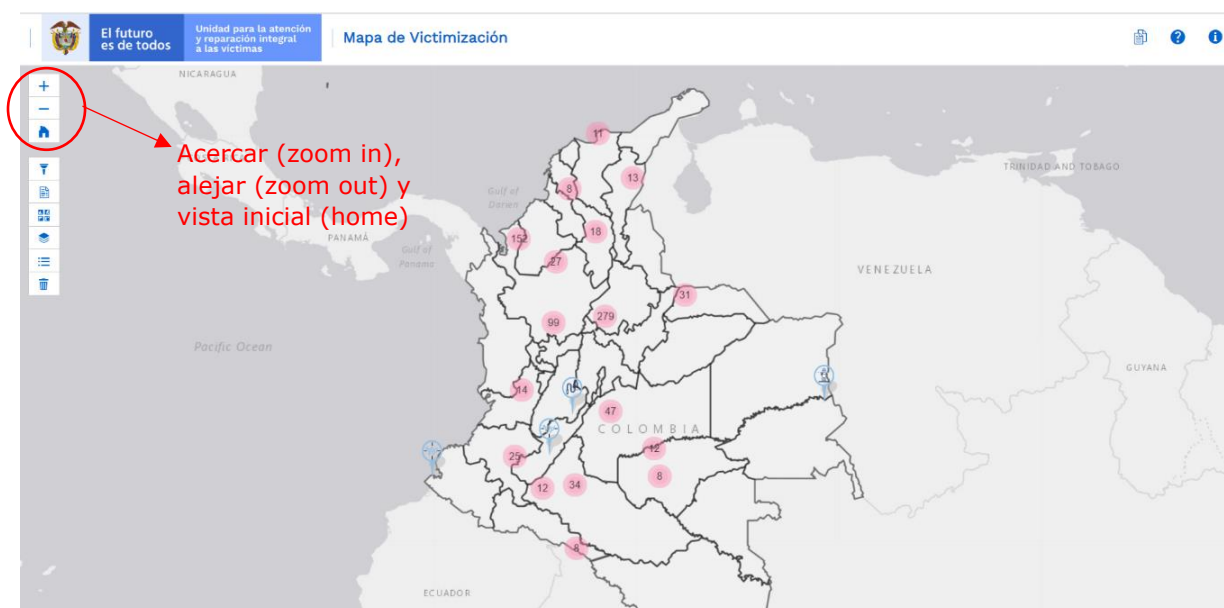 El futuro
es de todos
Unidad para la atención
y reparación integral
a las víctimas
Mapa de Victimización
NICARAGUA
Acercar (zoom in),
alejar (zoom out) y
vista inicial (home)
11
13
8
Gulf of
Darien
18
152
27
PANAMÁ
Gulf of
Panama
TRINIDAD AND TOBAGO
VENEZUELA
31
99
279
Pacific Ocean
GUYANA
14
47
COLOMBIA
25
12
8
12
34
8
ECUADOR